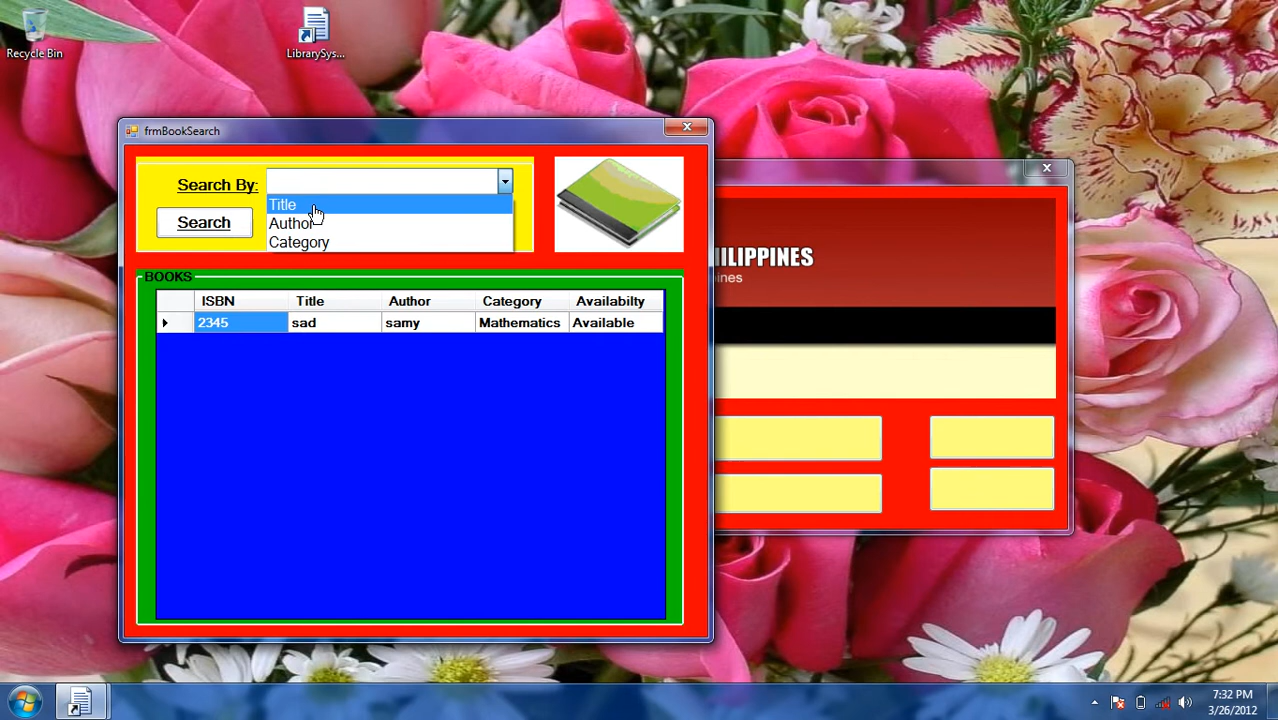 Recycle Bin
LibrarySys...
frmBookSearch
Search By:
Search
Title
Author
Category
BOOKS
ISBN Title Author Category Availabilty
2345 sad samy Mathematics Available
ILIPPINES
ines
7:32 PM
3/26/2012